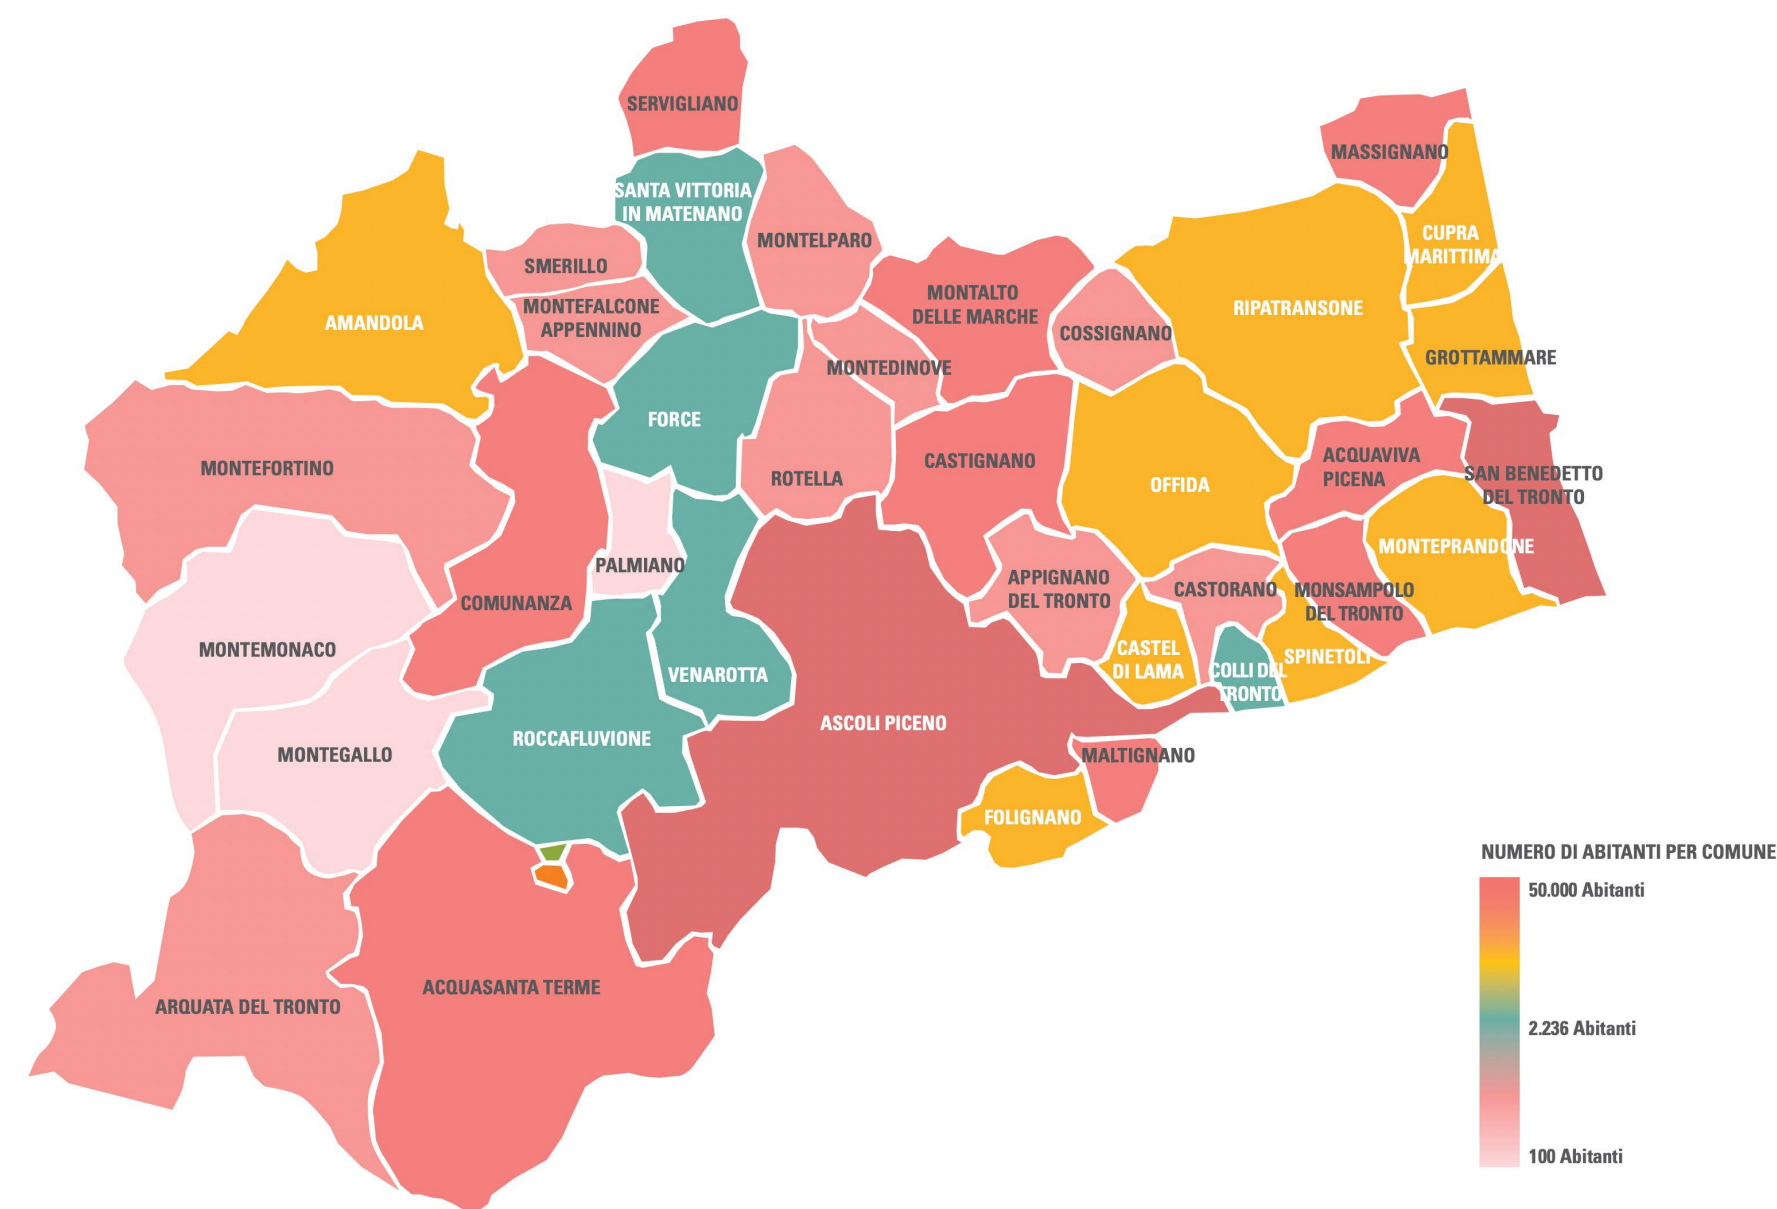 SERVIGLIANO
MASSIGNANO
SANTA VITTORIA
IN MATENANO
CUPRA
MARITTIMA
MONTELPARO
SMERILLO
MONTEFALCONE
APPENNINO
MONTALTO
DELLE MARCHE
RIPATRANSONE
AMANDOLA
COSSIGNANO
GROTTAMMARE
MONTEDINOVE
FORCE
MONTEFORTINO
ROTELLA
CASTIGNANO
OFFIDA
ACQUAVIVA
PICENA
SAN BENEDETTO
DEL TRONTO
MONTEPRANDONE
PALMIANO
APPIGNANO
DEL TRONTO
CASTORANO
MONSAMPOLO
DEL TRONTO
COMUNANZA
MONTEMONACO
VENAROTTA
CASTEL
DI LAMA
COLLI DEL
TRONTO
SPINETOLI
ASCOLI PICENO
ROCCAFLUVIONE
MONTEGALLO
MALTIGNANO
FOLIGNANO
ACQUASANTA TERME
ARQUATA DEL TRONTO
NUMERO DI ABITANTI PER COMUNE
50.000 Abitanti
2.236 Abitanti
100 Abitanti